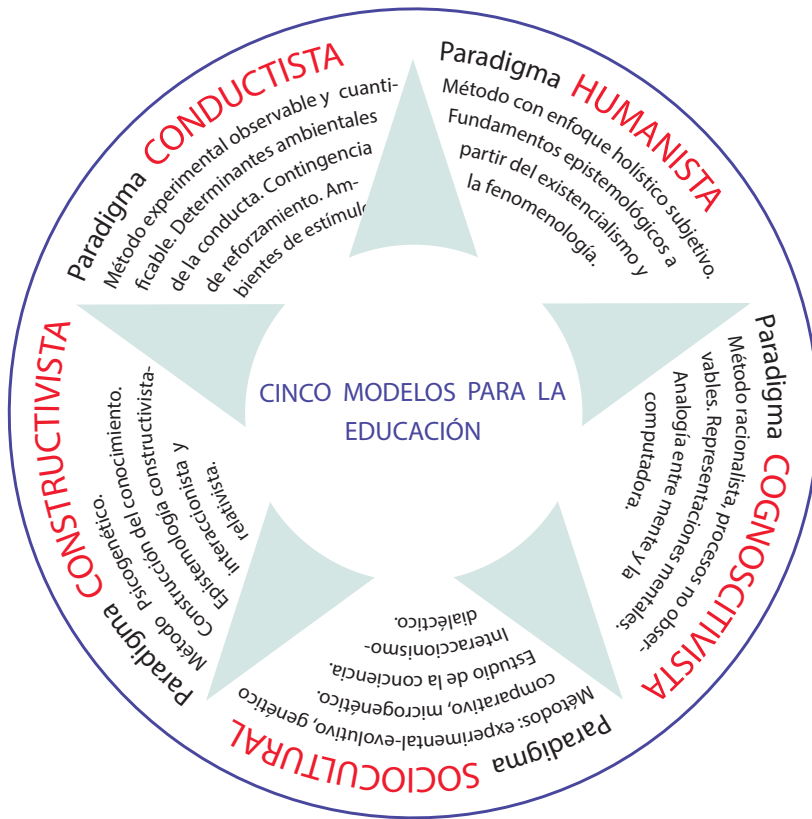 CINCO MODELOS PARA LA
EDUCACIÓN
Paradigma CONDUCTISTA
Método experimental observable y cuanti-
ficable. Determinantes ambientales
de la conducta. Contingencia
de reforzamiento. Am-
bientes de estímulo
Paradigma HUMANISTA
Método con enfoque holístico subjetivo.
Fundamentos epistemológicos a
partir del existencialismo y
la fenomenología.
Paradigma COGNOSCITIVISTA
Método racionalista, procesos no obser-
vables. Representaciones mentales.
Analogía entre mente y la
computadora.
Paradigma SOCIOCULTURAL
Métodos: experimental-evolutivo, genético
comparativo, microgenético.
Estudio de la conciencia.
Interaccionismo-
dialéctico.
Paradigma CONSTRUCTIVISTA
Método Psicogenético.
Construcción del conocimiento.
Epistemología constructivista-
interaccionista y
relativista.